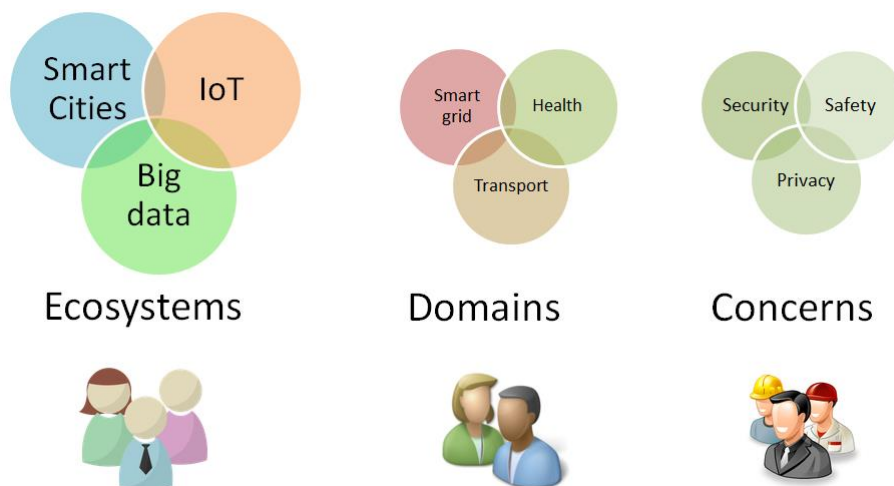 Smart
Cities
IoT
Big
data
Ecosystems
Smart
grid
Health
Transport
Domains
Security
Safety
Privacy
Concerns